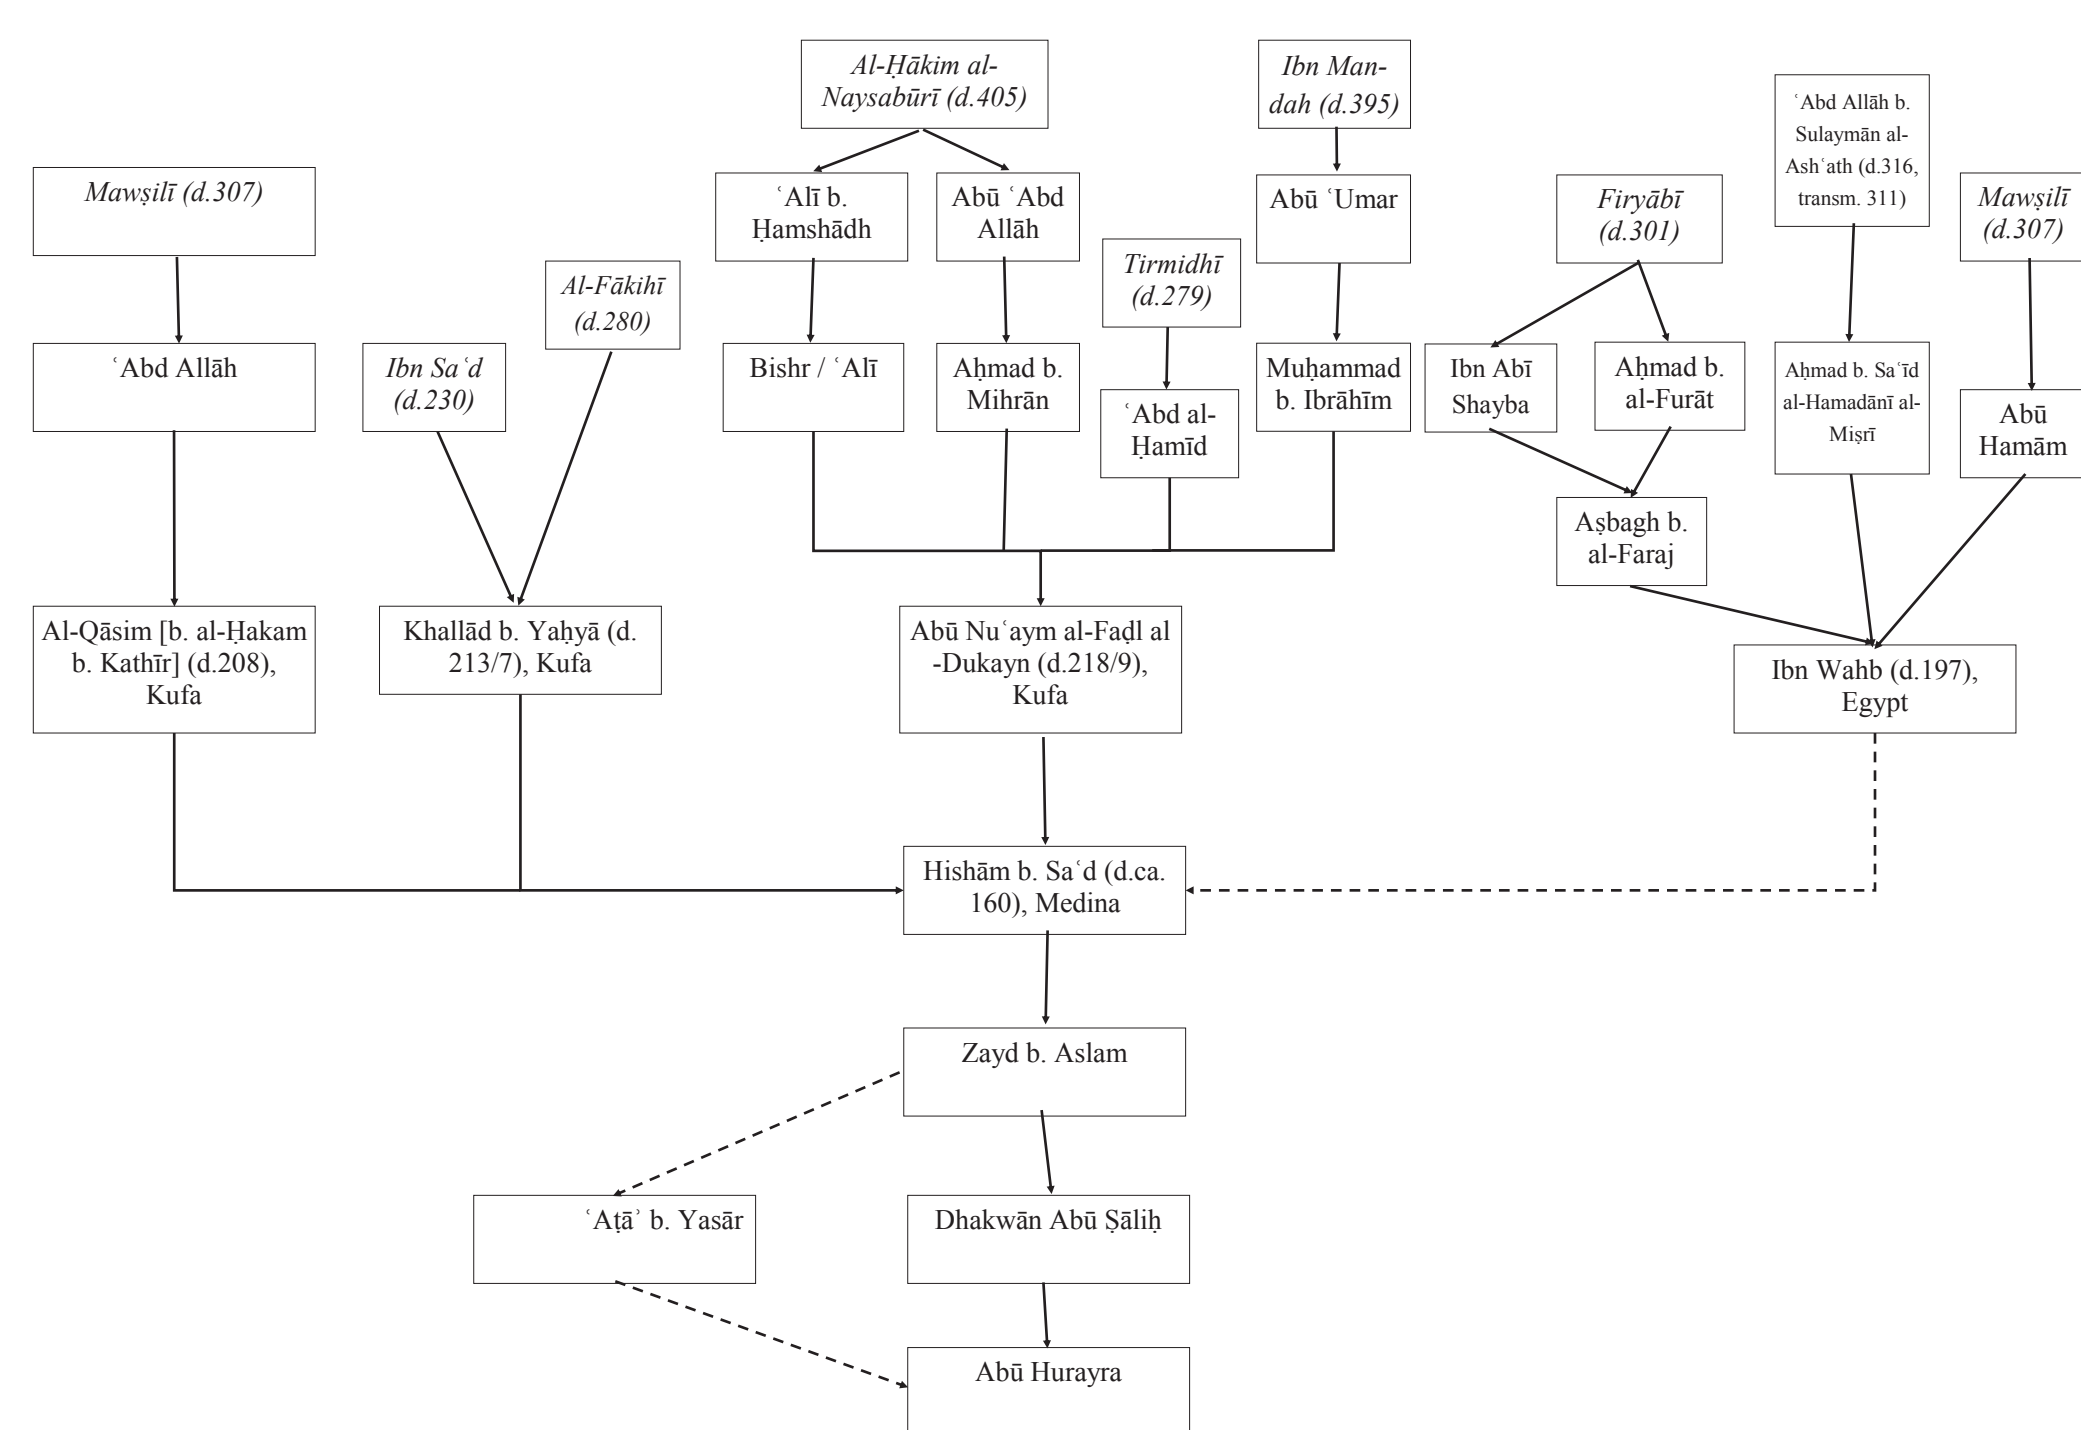 Al-Ḥākim al-
Naysabūrī (d.405)
Ibn Man-
dah (d.395)
ʿAbd Allāh b.
Sulaymān al-
Ashʿath (d.316,
transm. 311)
Mawṣilī (d.307)
ʿAlī b.
Ḥamshādh
Abū ʿAbd
Allāh
Abū ʿUmar
Firyābī
(d.301)
Mawṣilī
(d.307)
Tirmidhī
(d.279)
Al-Fākihī
(d.280)
ʿAbd Allāh
Ibn Saʿd
(d.230)
Bishr / ʿAlī
Aḥmad b.
Mihrān
ʿAbd al-
Ḥamīd
Muḥammad
b. Ibrāhīm
Ibn Abī
Shayba
Aḥmad b.
al-Furāt
Aḥmad b. Saʿīd
al-Hamadānī al-
Miṣrī
Abū
Hamām
Aṣbagh b.
al-Faraj
Al-Qāsim [b. al-Ḥakam
b. Kathīr] (d.208),
Kufa
Khallād b. Yaḥyā (d.
213/7), Kufa
Abū Nuʿaym al-Faḍl al
-Dukayn (d.218/9),
Kufa
Ibn Wahb (d.197),
Egypt
Hishām b. Saʿd (d.ca.
160), Medina
Zayd b. Aslam
ʿAṭāʾ b. Yasār
Dhakwān Abū Ṣāliḥ
Abū Hurayra